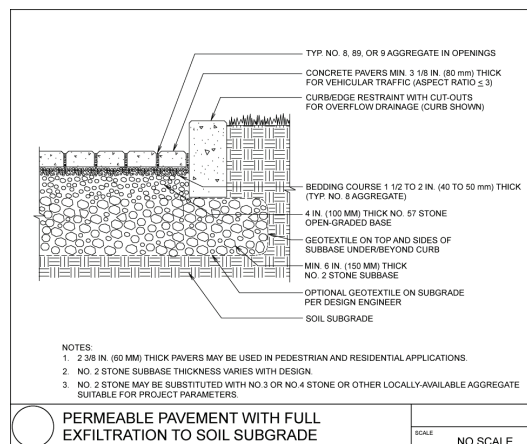 TYP. NO. 8, 89, OR 9 AGGREGATE IN OPENINGS
CONCRETE PAVERS MIN. 3 1/8 IN. (80 mm) THICK
FOR VEHICULAR TRAFFIC (ASPECT RATIO ≤ 3)
CURB/EDGE RESTRAINT WITH CUT-OUTS
FOR OVERFLOW DRAINAGE (CURB SHOWN)
BEDDING COURSE 1 1/2 TO 2 IN. (40 TO 50 mm) THICK
(TYP. NO. 8 AGGREGATE)
4 IN. (100 MM) THICK NO. 57 STONE
OPEN-GRADED BASE
GEOTEXTILE ON TOP AND SIDES OF
SUBBASE UNDER/BEYOND CURB
MIN. 6 IN. (150 MM) THICK
NO. 2 STONE SUBBASE
OPTIONAL GEOTEXTILE ON SUBGRADE
PER DESIGN ENGINEER
SOIL SUBGRADE
NOTES:
1. 2 3/8 IN. (60 MM) THICK PAVERS MAY BE USED IN PEDESTRIAN AND RESIDENTIAL APPLICATIONS.
2. NO. 2 STONE SUBBASE THICKNESS VARIES WITH DESIGN.
3. NO. 2 STONE MAY BE SUBSTITUTED WITH NO.3 OR NO.4 STONE OR OTHER LOCALLY-AVAILABLE AGGREGATE
SUITABLE FOR PROJECT PARAMETERS.
PERMEABLE PAVEMENT WITH FULL
EXFILTRATION TO SOIL SUBGRADE
SCALE
NO SCALE